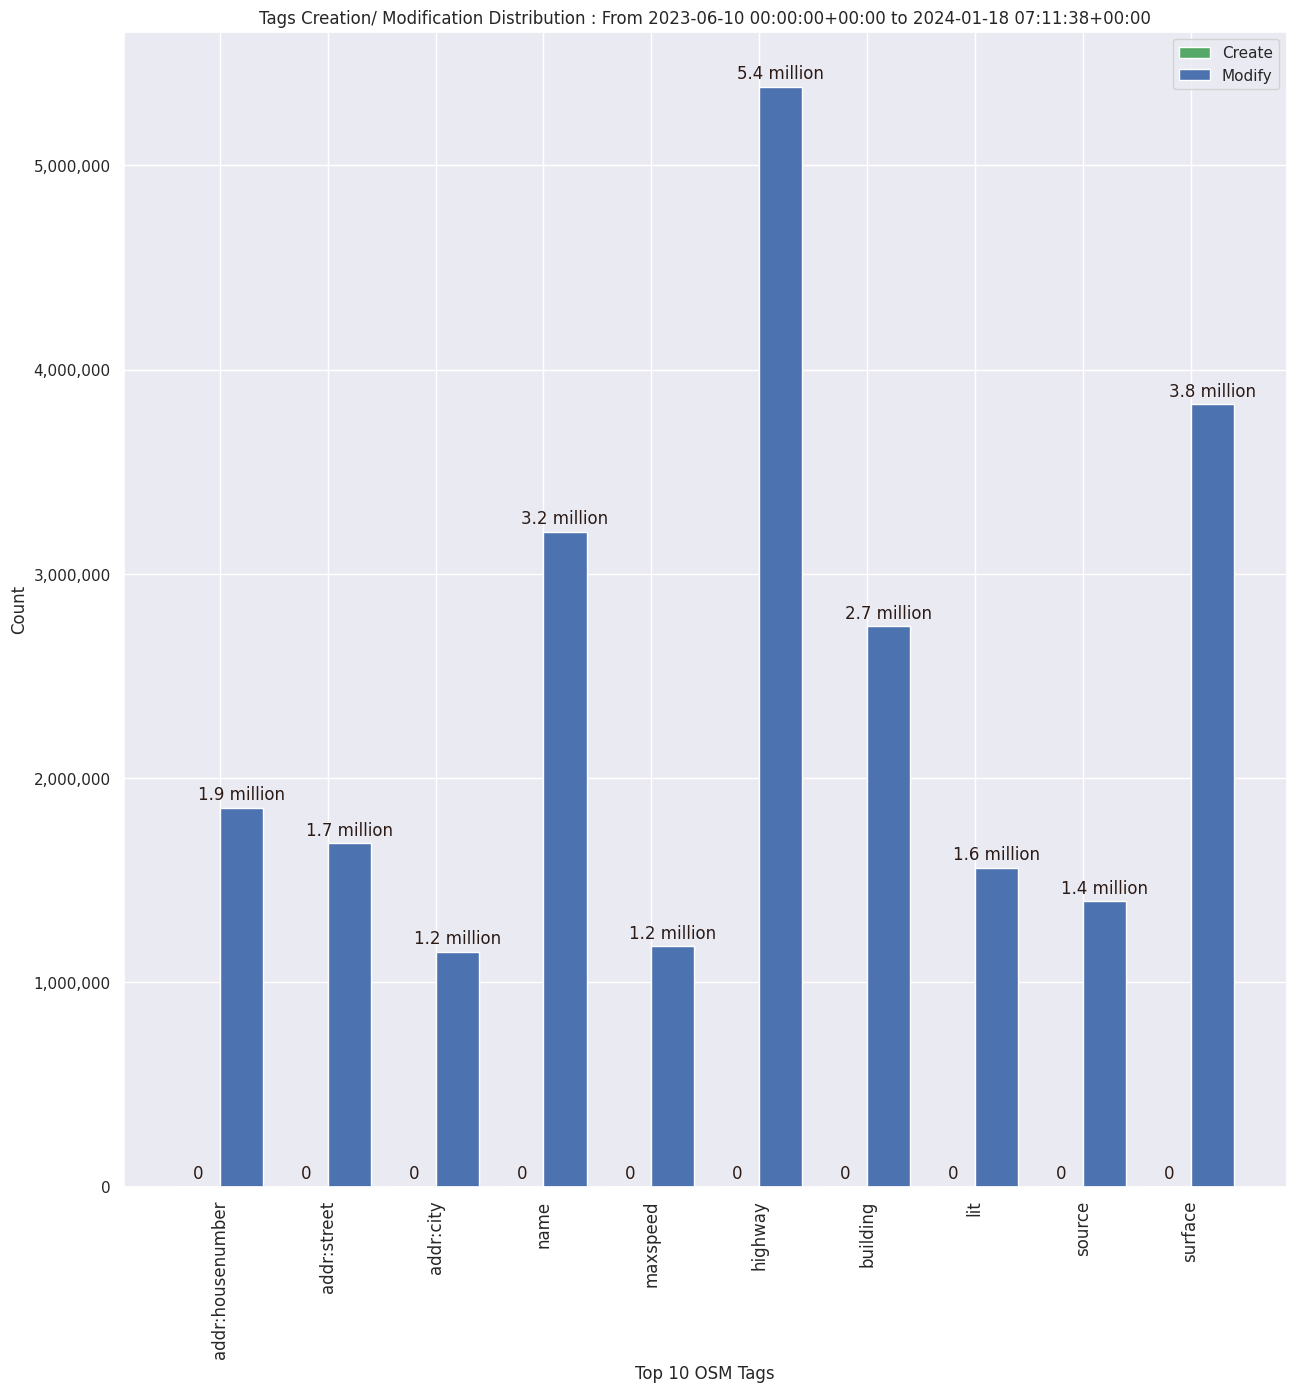 Tags Creation/ Modification Distribution : From 2023-06-10 00:00:00+00:00 to 2024-01-18 07:11:38+00:00
Create
Modify
5.4 million
5,000,000
4,000,000
3.8 million
3.2 million
3,000,000
2.7 million
2,000,000
1.9 million
1.7 million
1.6 million
1.4 million
1.2 million
1.2 million
1,000,000
0
0 0 0 0 0 0 0 0 0 0
Count
addr:housenumber
addr:street
addr:city
name
maxspeed
highway
building
lit
source
surface
Top 10 OSM Tags